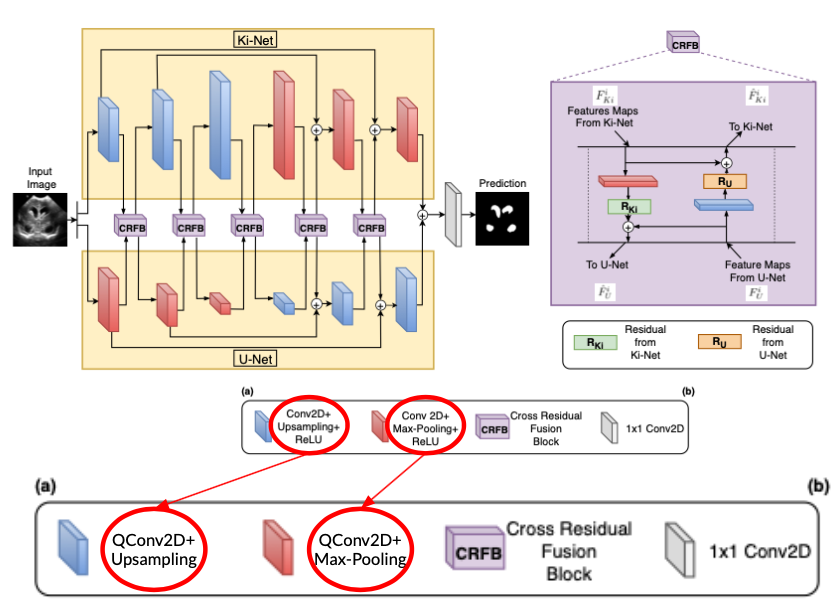 Ki-Net
CRFB
Input
Image
Prediction
CRFB
CRFB
CRFB
CRFB
CRFB
U-Net
F^i_{Ki}
F̂^i_{Ki}
Features Maps
From Ki-Net
To Ki-Net
R_U
R_{Ki}
To U-Net
Feature Maps
From U-Net
F̂^i_U
F^i_U
R_{Ki}
Residual
from
Ki-Net
R_U
Residual
from
U-Net
(a)
(b)
Conv2D+
Upsampling+
ReLU
Conv 2D+
Max-Pooling+
ReLU
CRFB
Cross Residual
Fusion
Block
1x1 Conv2D
(a)
(b)
QConv2D+
Upsampling
QConv2D+
Max-Pooling
CRFB
Cross Residual
Fusion
Block
1x1 Conv2D